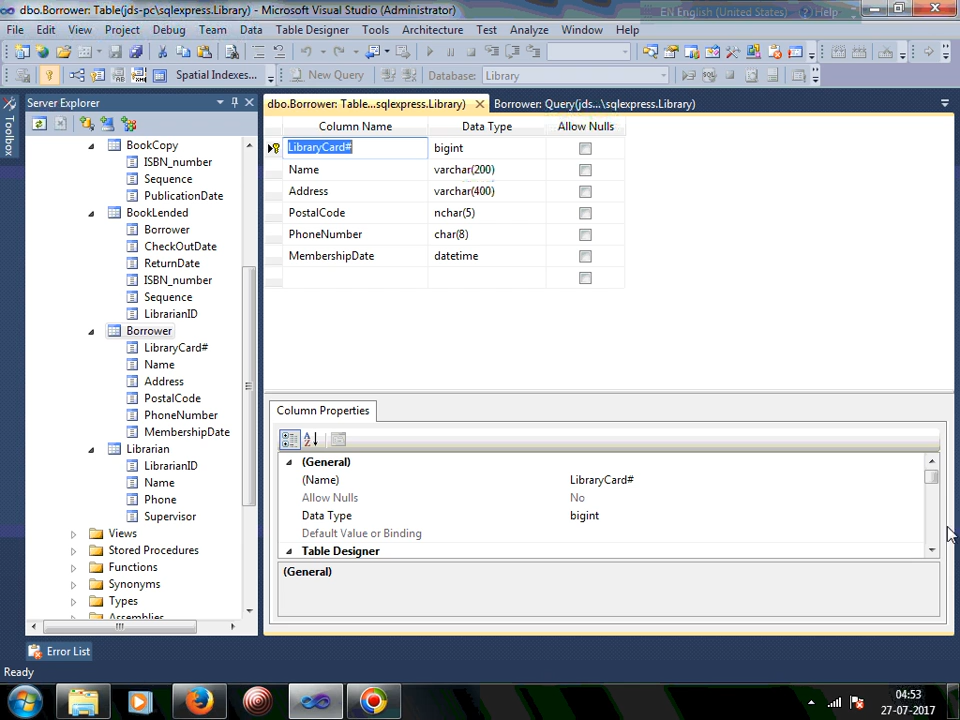 dbo.Borrower: Table(jds-pc\sqlexpress.Library) - Microsoft Visual Studio (Administrator)
EN English (United States)
Help
File Edit View Project Debug Team Data Table Designer Tools Architecture Test Analyze Window Help
Spatial Indexes...
New Query
Database: Library
Toolbox
Server Explorer
dbo.Borrower: Table...sqlexpress.Library)
Borrower: Query(jds...\sqlexpress.Library)
BookCopy
ISBN_number
Sequence
PublicationDate
BookLended
Borrower
CheckOutDate
ReturnDate
ISBN_number
Sequence
LibrarianID
Borrower
LibraryCard#
Name
Address
PostalCode
PhoneNumber
MembershipDate
Librarian
LibrarianID
Name
Phone
Supervisor
Views
Stored Procedures
Functions
Synonyms
Types
Assemblies
Column Name Data Type Allow Nulls
LibraryCard# bigint
Name varchar(200)
Address varchar(400)
PostalCode nchar(5)
PhoneNumber char(8)
MembershipDate datetime
Column Properties
(General)
(Name) LibraryCard#
Allow Nulls No
Data Type bigint
Default Value or Binding
Table Designer
(General)
Error List
Ready
04:53
27-07-2017